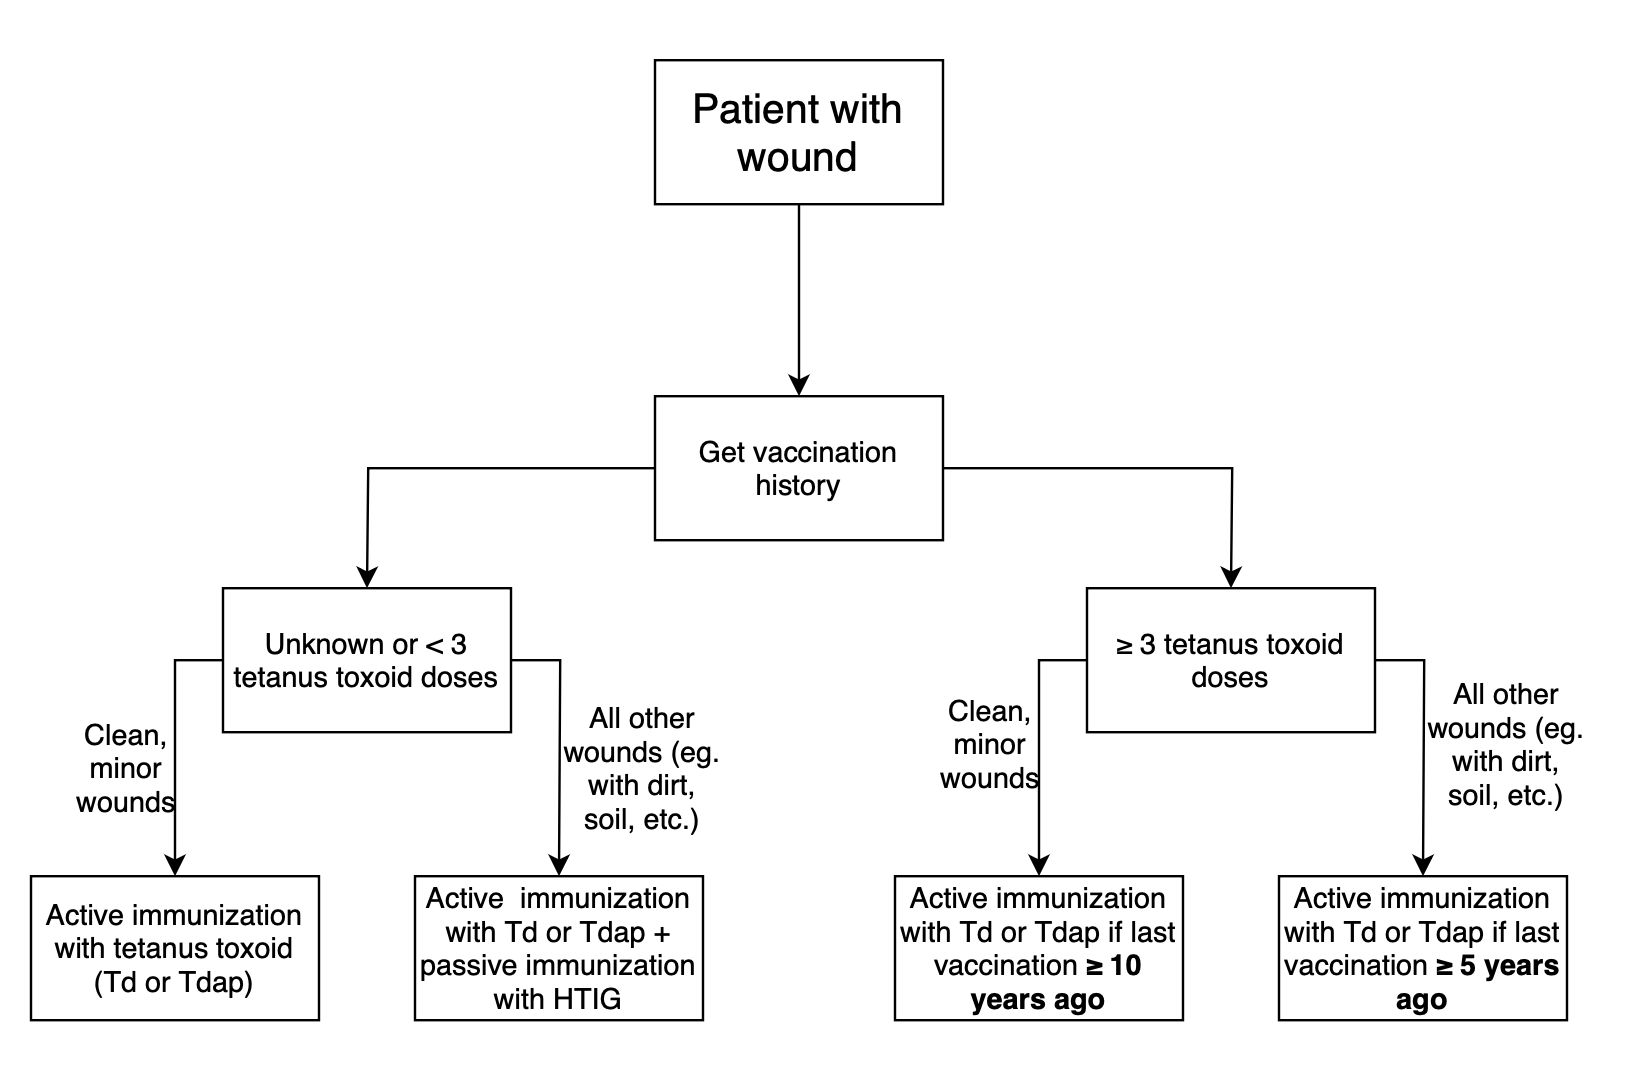 Patient with
wound
Get vaccination
history
Unknown or < 3
tetanus toxoid doses
≥ 3 tetanus toxoid
doses
Clean,
minor
wounds
All other
wounds (eg.
with dirt,
soil, etc.)
Clean,
minor
wounds
All other
wounds (eg.
with dirt,
soil, etc.)
Active immunization
with tetanus toxoid
(Td or Tdap)
Active immunization
with Td or Tdap +
passive immunization
with HTIG
Active immunization
with Td or Tdap if last
vaccination ≥ 10
years ago
Active immunization
with Td or Tdap if last
vaccination ≥ 5 years
ago